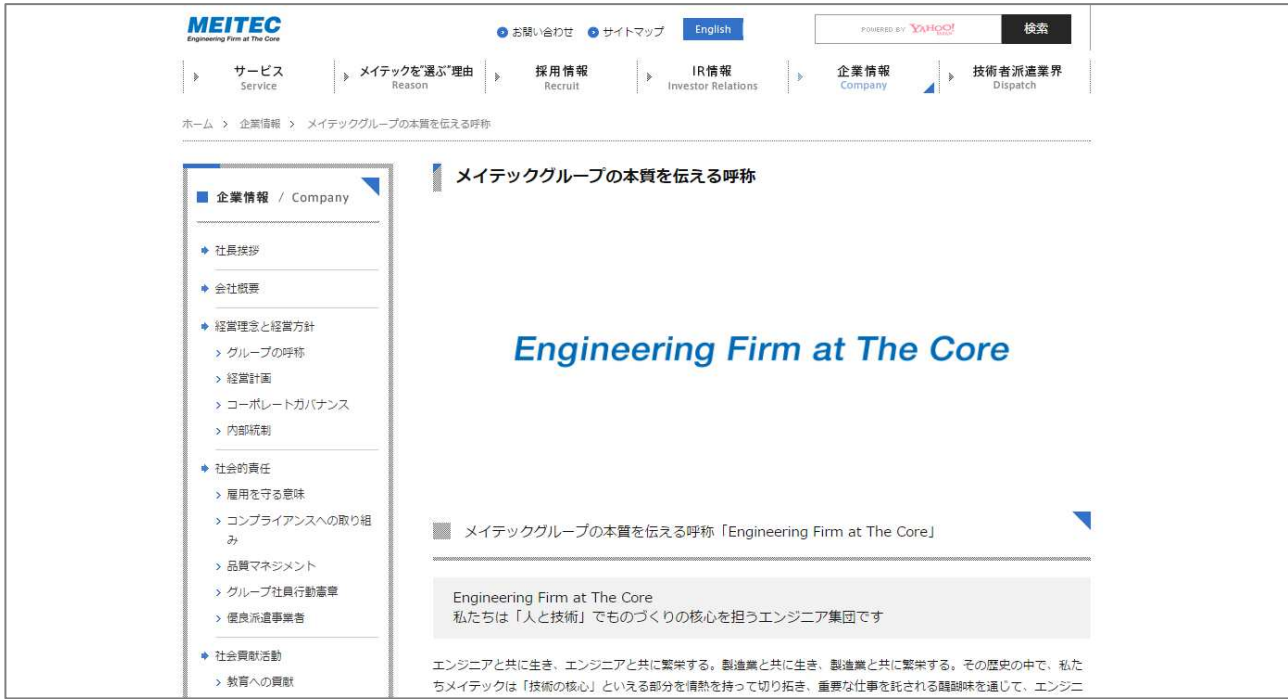 MEITEC
Engineering Firm at The Core
お問い合わせ サイトマップ English
POWERED BY YAHOO! 検索
サービス メイテックを"選ぶ"理由 採用情報 IR情報 企業情報 技術者派遣業界
Service Reason Recruit Investor Relations Company Dispatch
ホーム > 企業情報 > メイテックグループの本質を伝える呼称
企業情報 / Company
社長挨拶
会社概要
経営理念と経営方針
> グループの呼称
> 経営計画
> コーポレートガバナンス
> 内部統制
社会的責任
> 雇用を守る意味
> コンプライアンスへの取り組
み
> 品質マネジメント
> グループ社員行動憲章
> 優良派遣事業者
社会貢献活動
> 教育への貢献
メイテックグループの本質を伝える呼称
Engineering Firm at The Core
メイテックグループの本質を伝える呼称「Engineering Firm at The Core」
Engineering Firm at The Core
私たちは「人と技術」でものづくりの核心を担うエンジニア集団です
エンジニアと共に生き、エンジニアと共に繁栄する。製造業と共に生き、製造業と共に繁栄する。その歴史の中で、私た
ちメイテックは「技術の核心」といえる部分を情熱を持って切り拓き、重要な仕事を託される醍醐味を通じて、エンジニ